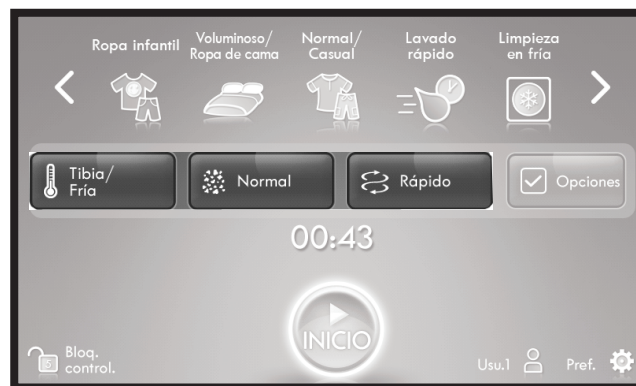 Ropa infantil
Voluminoso/
Ropa de cama
Normal/
Casual
Lavado
rápido
Limpieza
en fría
Tibia/
Fría
Normal
Rápido
Opciones
00:43
INICIO
Bloq.
control.
Usu.1
Pref.